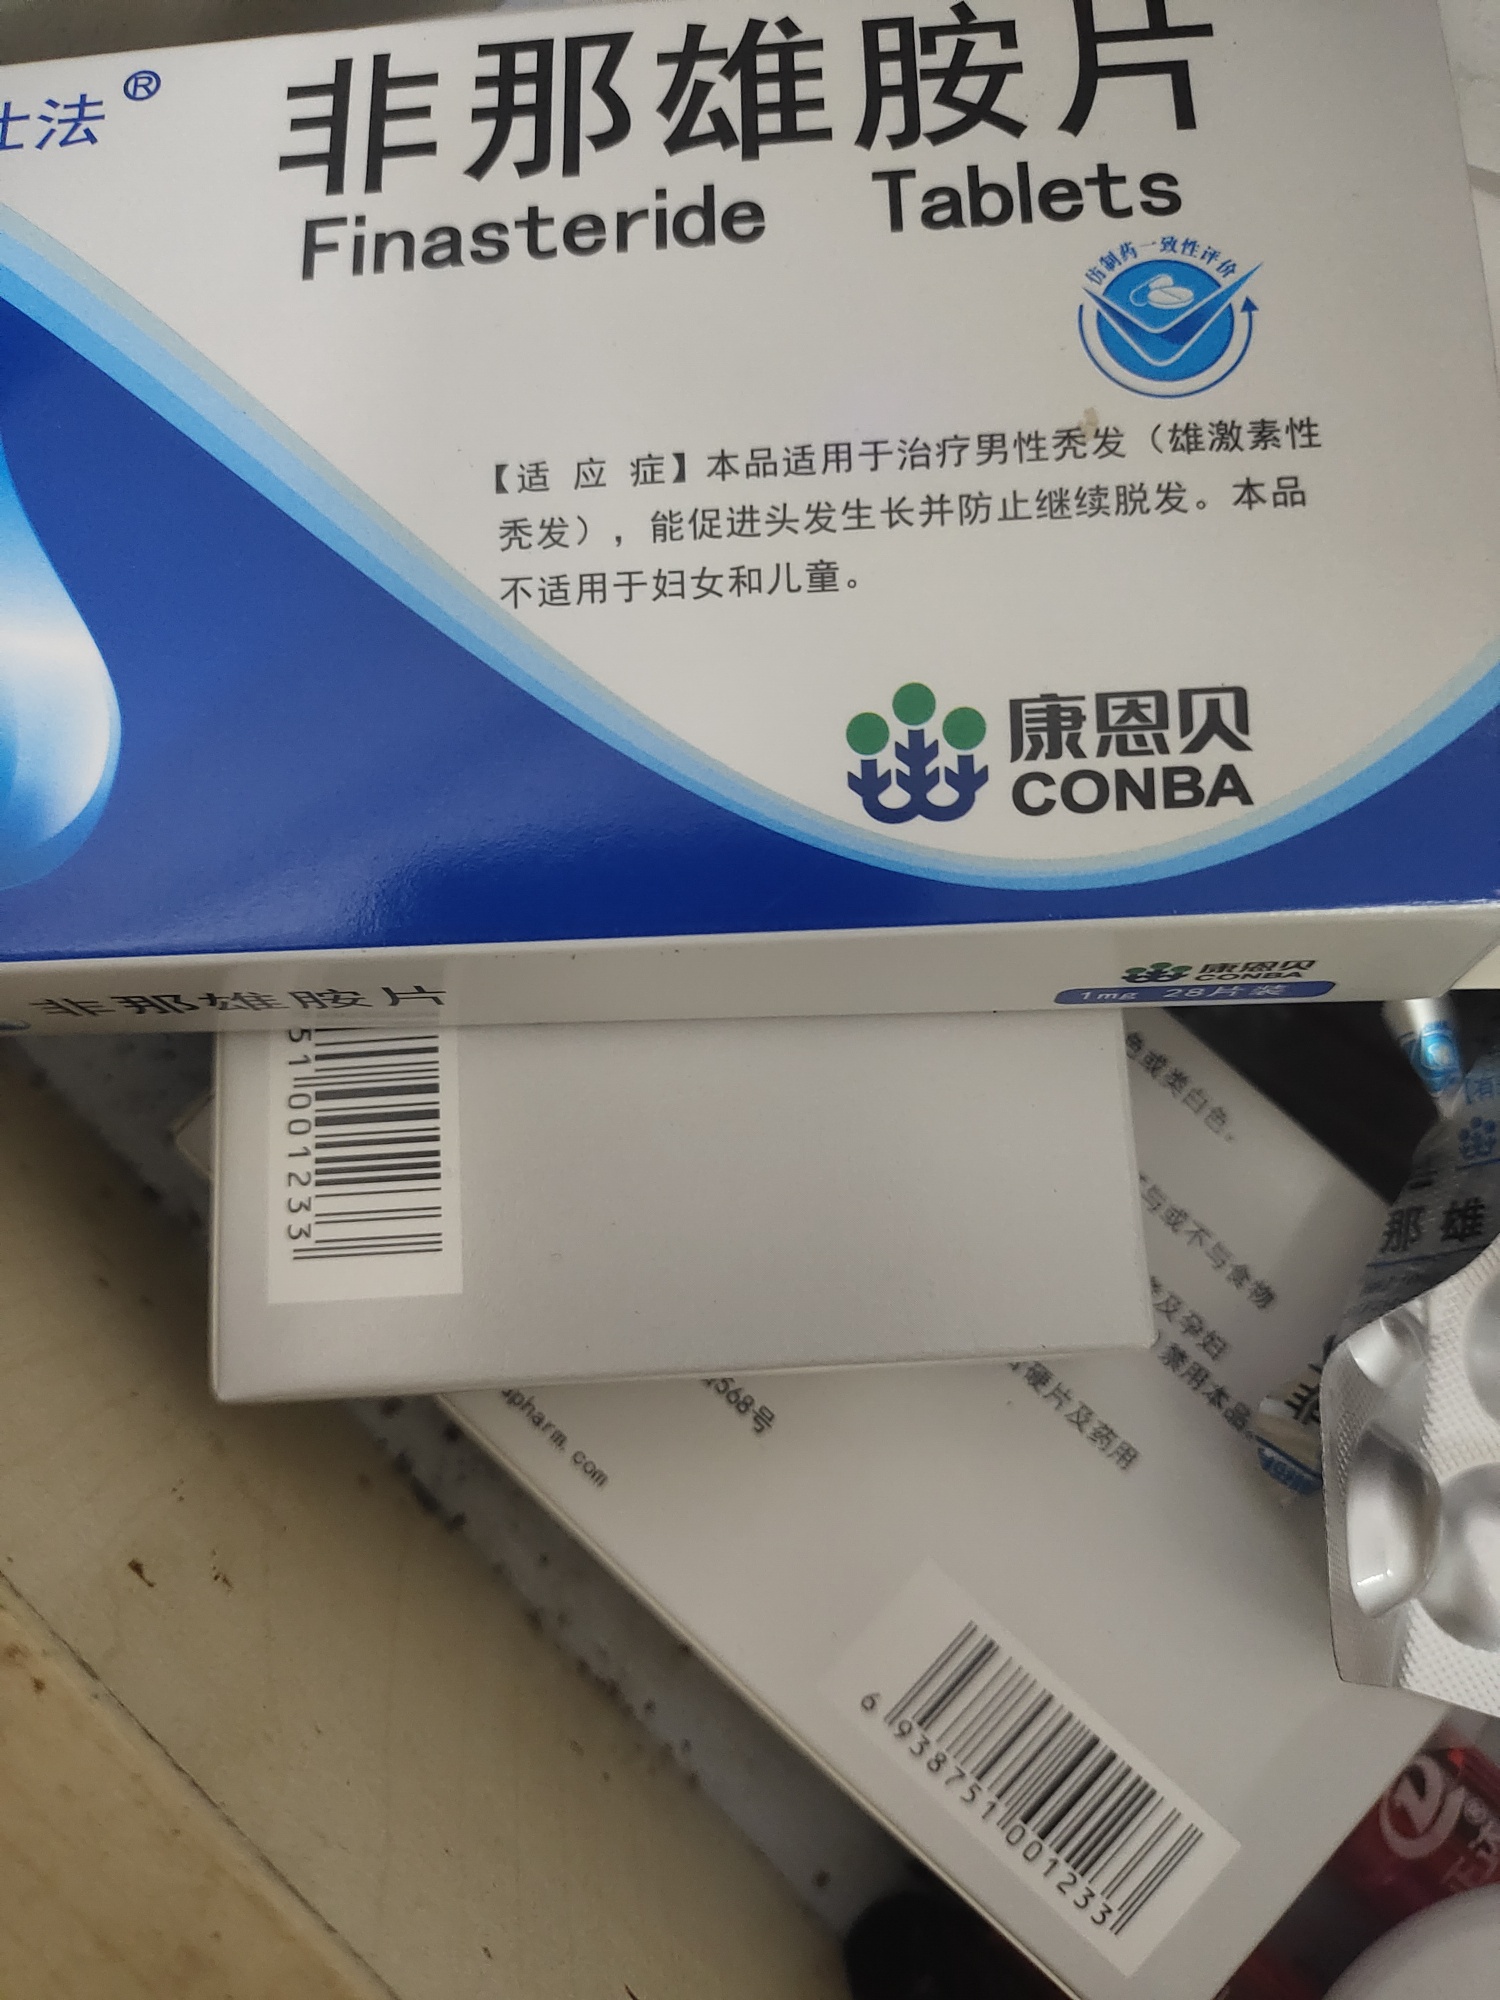 仕法®
非那雄胺片
Finasteride Tablets
仿制药一致性评价
【适 应 症】本品适用于治疗男性秃发（雄激素性
秃发），能促进头发生长并防止继续脱发。本品
不适用于妇女和儿童。
康恩贝
CONBA
非那雄胺片
康恩贝
CONBA
1mg 28片装
51001233
色或类白色。
与或不与食物
及孕妇
禁用本品。
硬片及药用
568号
pharm.com
那雄
非
6938751001233